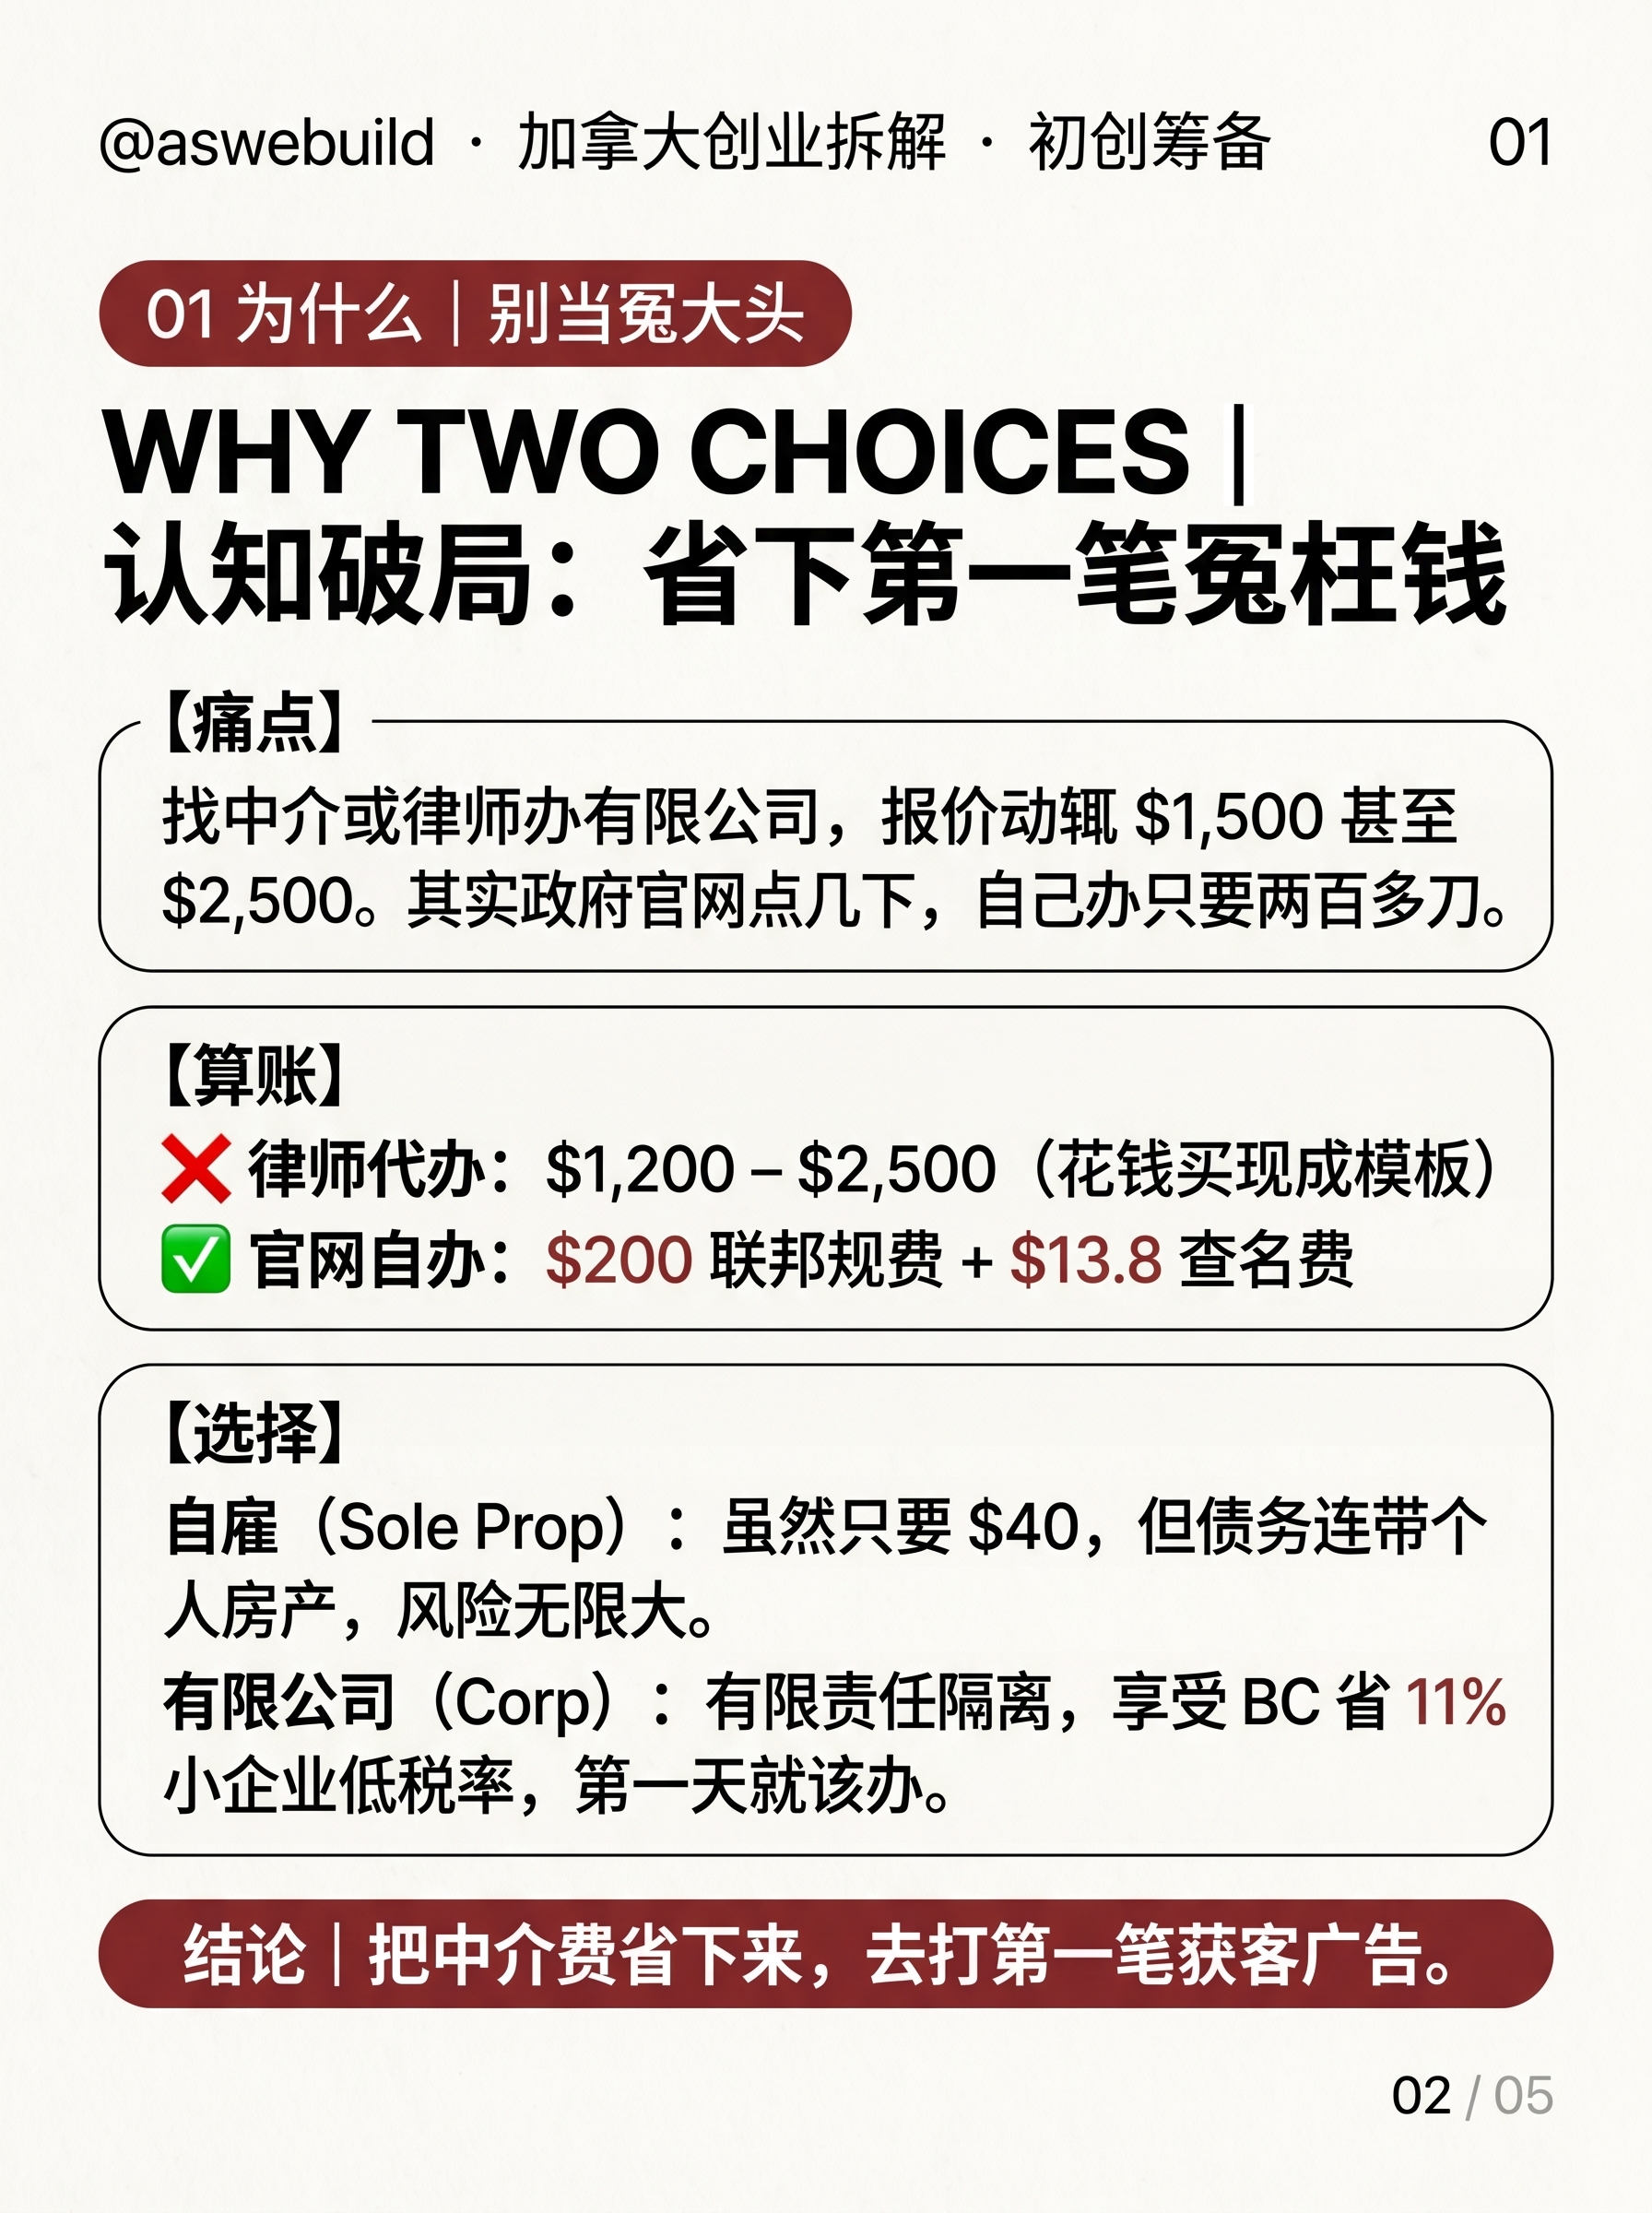 @aswebuild · 加拿大创业拆解 · 初创筹备 01
01 为什么｜别当冤大头
WHY TWO CHOICES |
认知破局：省下第一笔冤枉钱
【痛点】
找中介或律师办有限公司，报价动辄 $1,500 甚至
$2,500。其实政府官网点几下，自己办只要两百多刀。
【算账】
❌ 律师代办：$1,200 – $2,500（花钱买现成模板）
✅ 官网自办：$200 联邦规费 + $13.8 查名费
【选择】
自雇（Sole Prop）：虽然只要 $40，但债务连带个
人房产，风险无限大。
有限公司（Corp）：有限责任隔离，享受 BC 省 11%
小企业低税率，第一天就该办。
结论｜把中介费省下来，去打第一笔获客广告。
02 / 05